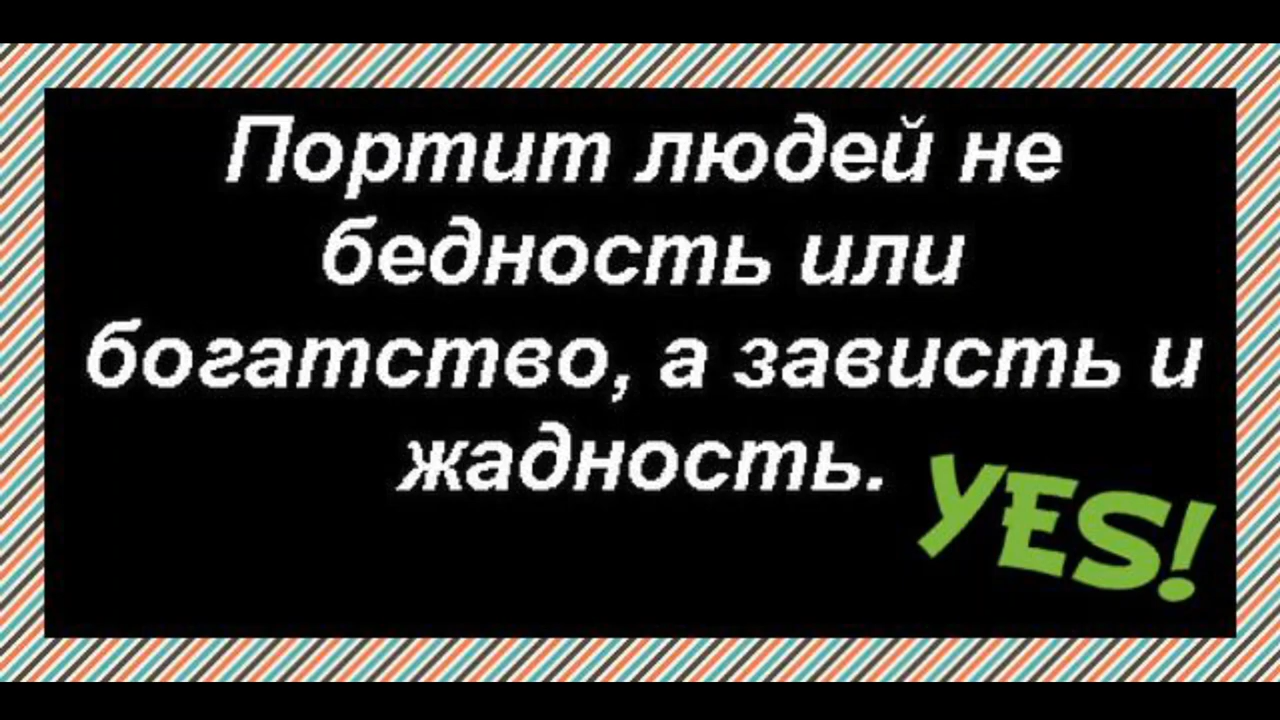 Портит людей не
бедность или
богатство, а зависть и
жадность.
YES!